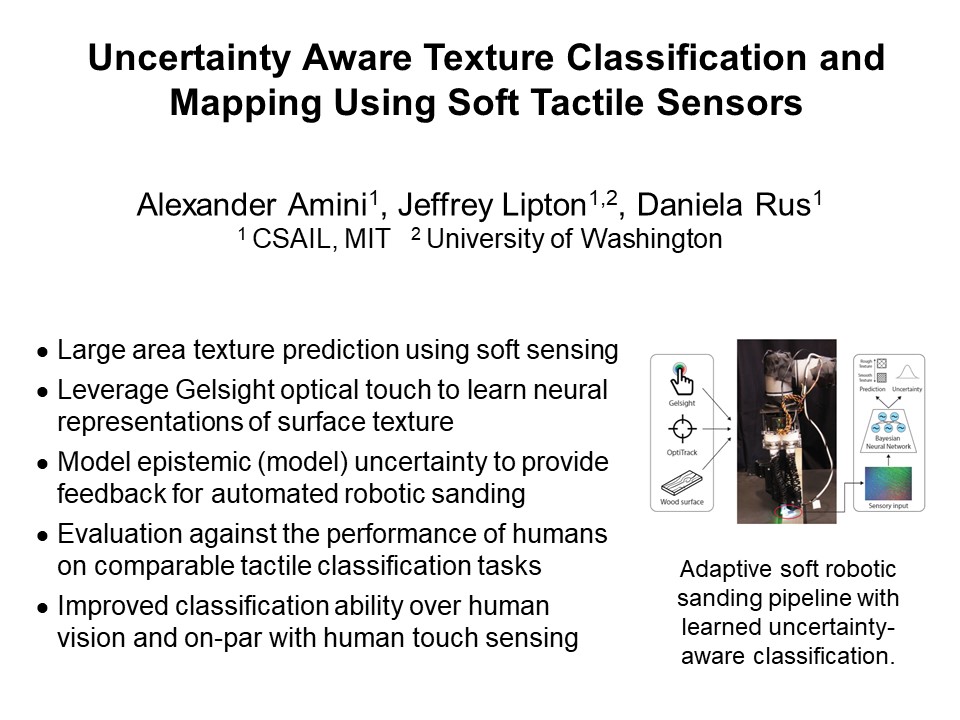 Uncertainty Aware Texture Classification and
Mapping Using Soft Tactile Sensors
Alexander Amini1, Jeffrey Lipton1,2, Daniela Rus1
1 CSAIL, MIT 2 University of Washington
● Large area texture prediction using soft sensing
● Leverage Gelsight optical touch to learn neural
representations of surface texture
● Model epistemic (model) uncertainty to provide
feedback for automated robotic sanding
● Evaluation against the performance of humans
on comparable tactile classification tasks
● Improved classification ability over human
vision and on-par with human touch sensing
Gelsight
OptiTrack
Wood surface
Rough
Texture
Smooth
Texture
Prediction
Uncertainty
Bayesian
Neural Network
Sensory input
Adaptive soft robotic
sanding pipeline with
learned uncertainty-
aware classification.